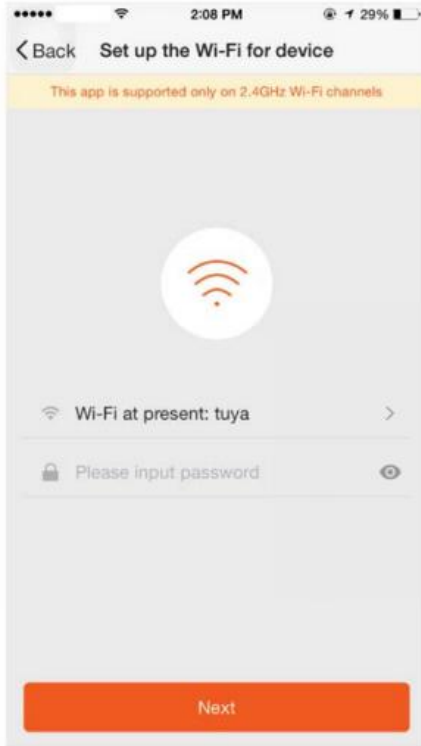 2:08 PM
29%
Back
Set up the Wi-Fi for device
This app is supported only on 2.4GHz Wi-Fi channels
Wi-Fi at present: tuya
Please input password
Next